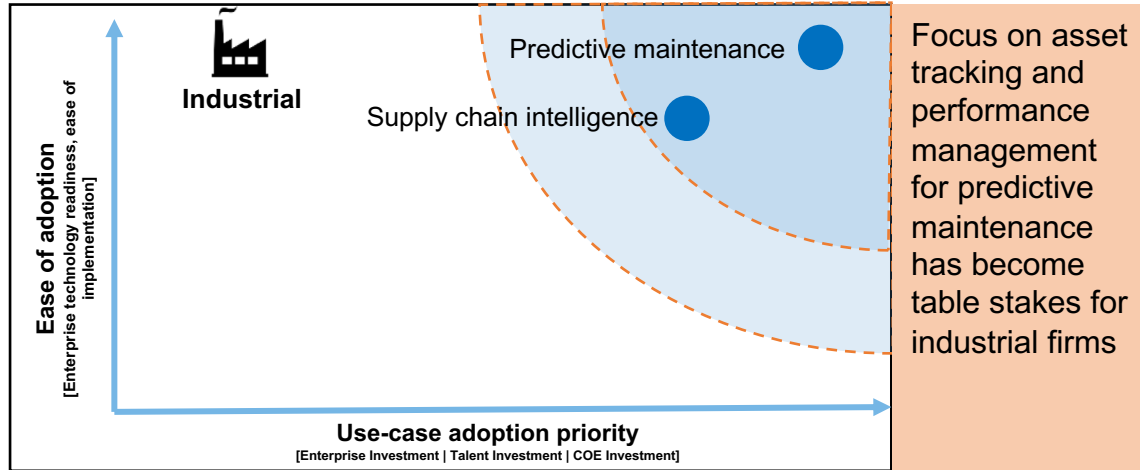 Industrial
Predictive maintenance
Supply chain intelligence
Ease of adoption
[Enterprise technology readiness, ease of
implementation]
Use-case adoption priority
[Enterprise Investment | Talent Investment | COE Investment]
Focus on asset
tracking and
performance
management
for predictive
maintenance
has become
table stakes for
industrial firms